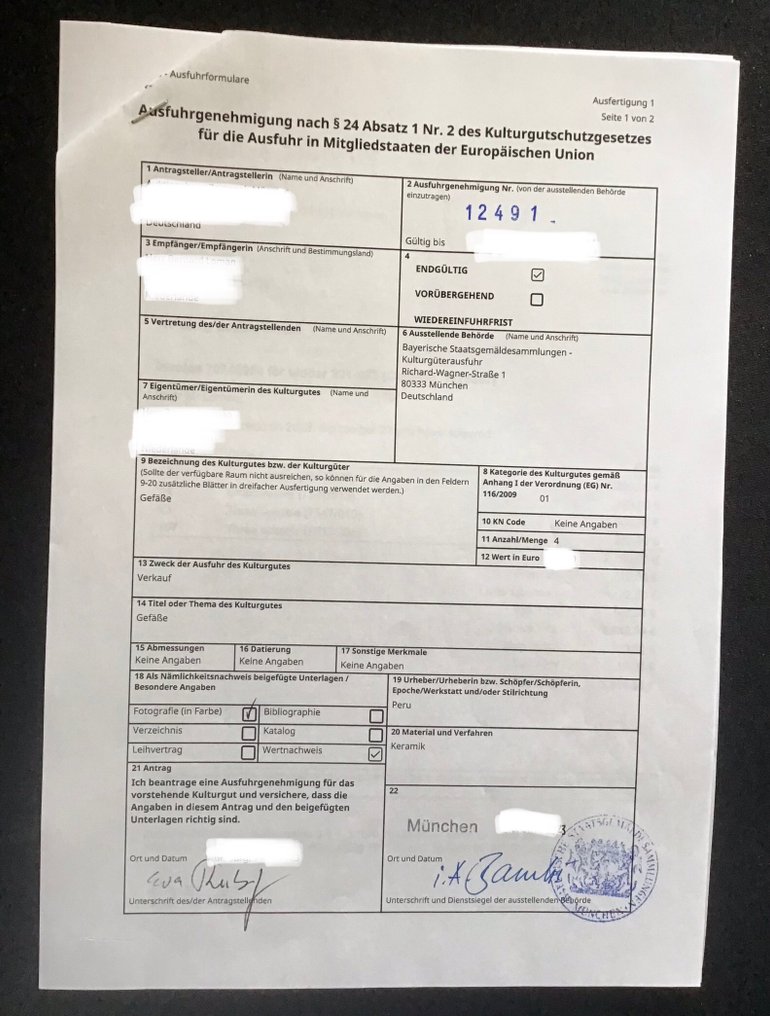 - Ausfuhrformulare
Ausfertigung 1
Seite 1 von 2
Ausfuhrgenehmigung nach § 24 Absatz 1 Nr. 2 des Kulturgutschutzgesetzes
für die Ausfuhr in Mitgliedstaaten der Europäischen Union
1 Antragsteller/Antragstellerin (Name und Anschrift)
Deutschland
2 Ausfuhrgenehmigung Nr. (von der ausstellenden Behörde
einzutragen)
12491
Gültig bis
3 Empfänger/Empfängerin (Anschrift und Bestimmungsland)
4
ENDGÜLTIG
VORÜBERGEHEND
WIEDEREINFUHRFRIST
5 Vertretung des/der Antragstellenden (Name und Anschrift)
6 Ausstellende Behörde (Name und Anschrift)
Bayerische Staatsgemäldesammlungen -
Kulturgüterausfuhr
Richard-Wagner-Straße 1
80333 München
Deutschland
7 Eigentümer/Eigentümerin des Kulturgutes (Name und
Anschrift)
9 Bezeichnung des Kulturgutes bzw. der Kulturgüter
(Sollte der verfügbare Raum nicht ausreichen, so können für die Angaben in den Feldern
9-20 zusätzliche Blätter in dreifacher Ausfertigung verwendet werden.)
Gefäße
8 Kategorie des Kulturgutes gemäß
Anhang I der Verordnung (EG) Nr.
116/2009 01
10 KN Code Keine Angaben
11 Anzahl/Menge 4
12 Wert in Euro
13 Zweck der Ausfuhr des Kulturgutes
Verkauf
14 Titel oder Thema des Kulturgutes
Gefäße
15 Abmessungen
Keine Angaben
16 Datierung
Keine Angaben
17 Sonstige Merkmale
Keine Angaben
18 Als Nämlichkeitsnachweis beigefügte Unterlagen /
Besondere Angaben
Fotografie (in Farbe) Bibliographie
Verzeichnis Katalog
Leihvertrag Wertnachweis
19 Urheber/Urheberin bzw. Schöpfer/Schöpferin,
Epoche/Werkstatt und/oder Stilrichtung
Peru
20 Material und Verfahren
Keramik
21 Antrag
Ich beantrage eine Ausfuhrgenehmigung für das
vorstehende Kulturgut und versichere, dass die
Angaben in diesem Antrag und den beigefügten
Unterlagen richtig sind.
Ort und Datum
Eva
Unterschrift des/der Antragstellenden
22
München 3
Ort und Datum
i.A
Unterschrift und Dienstsiegel der ausstellenden Behörde
MÜNCHEN